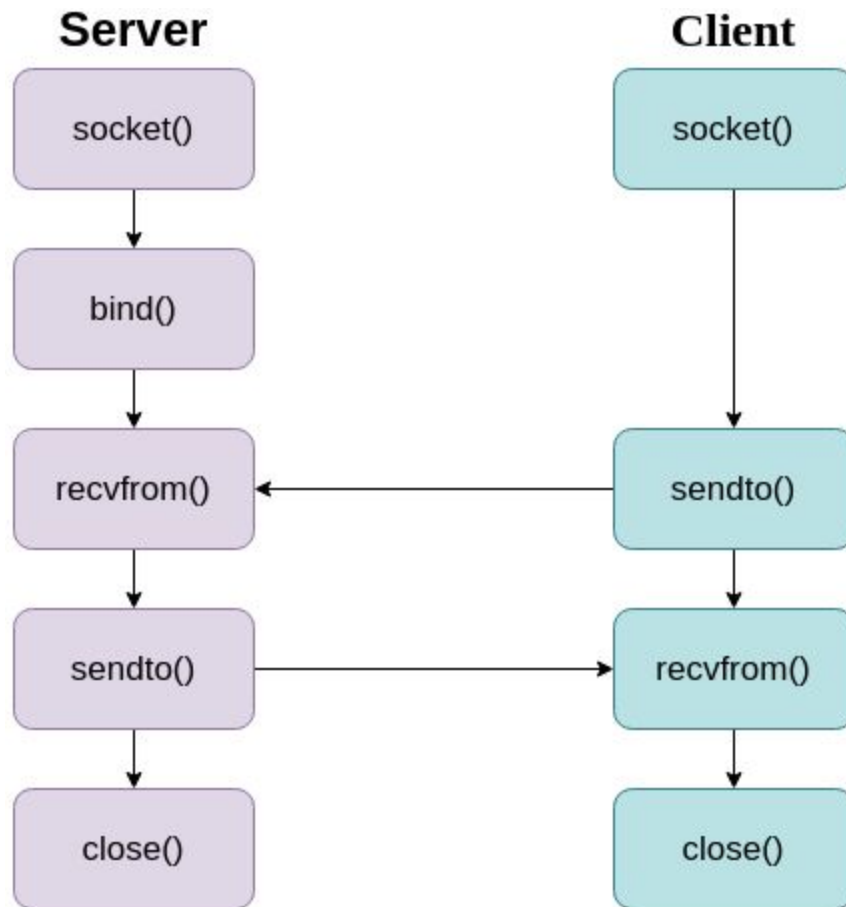 Server
Client
socket()
socket()
bind()
recvfrom()
sendto()
sendto()
recvfrom()
close()
close()